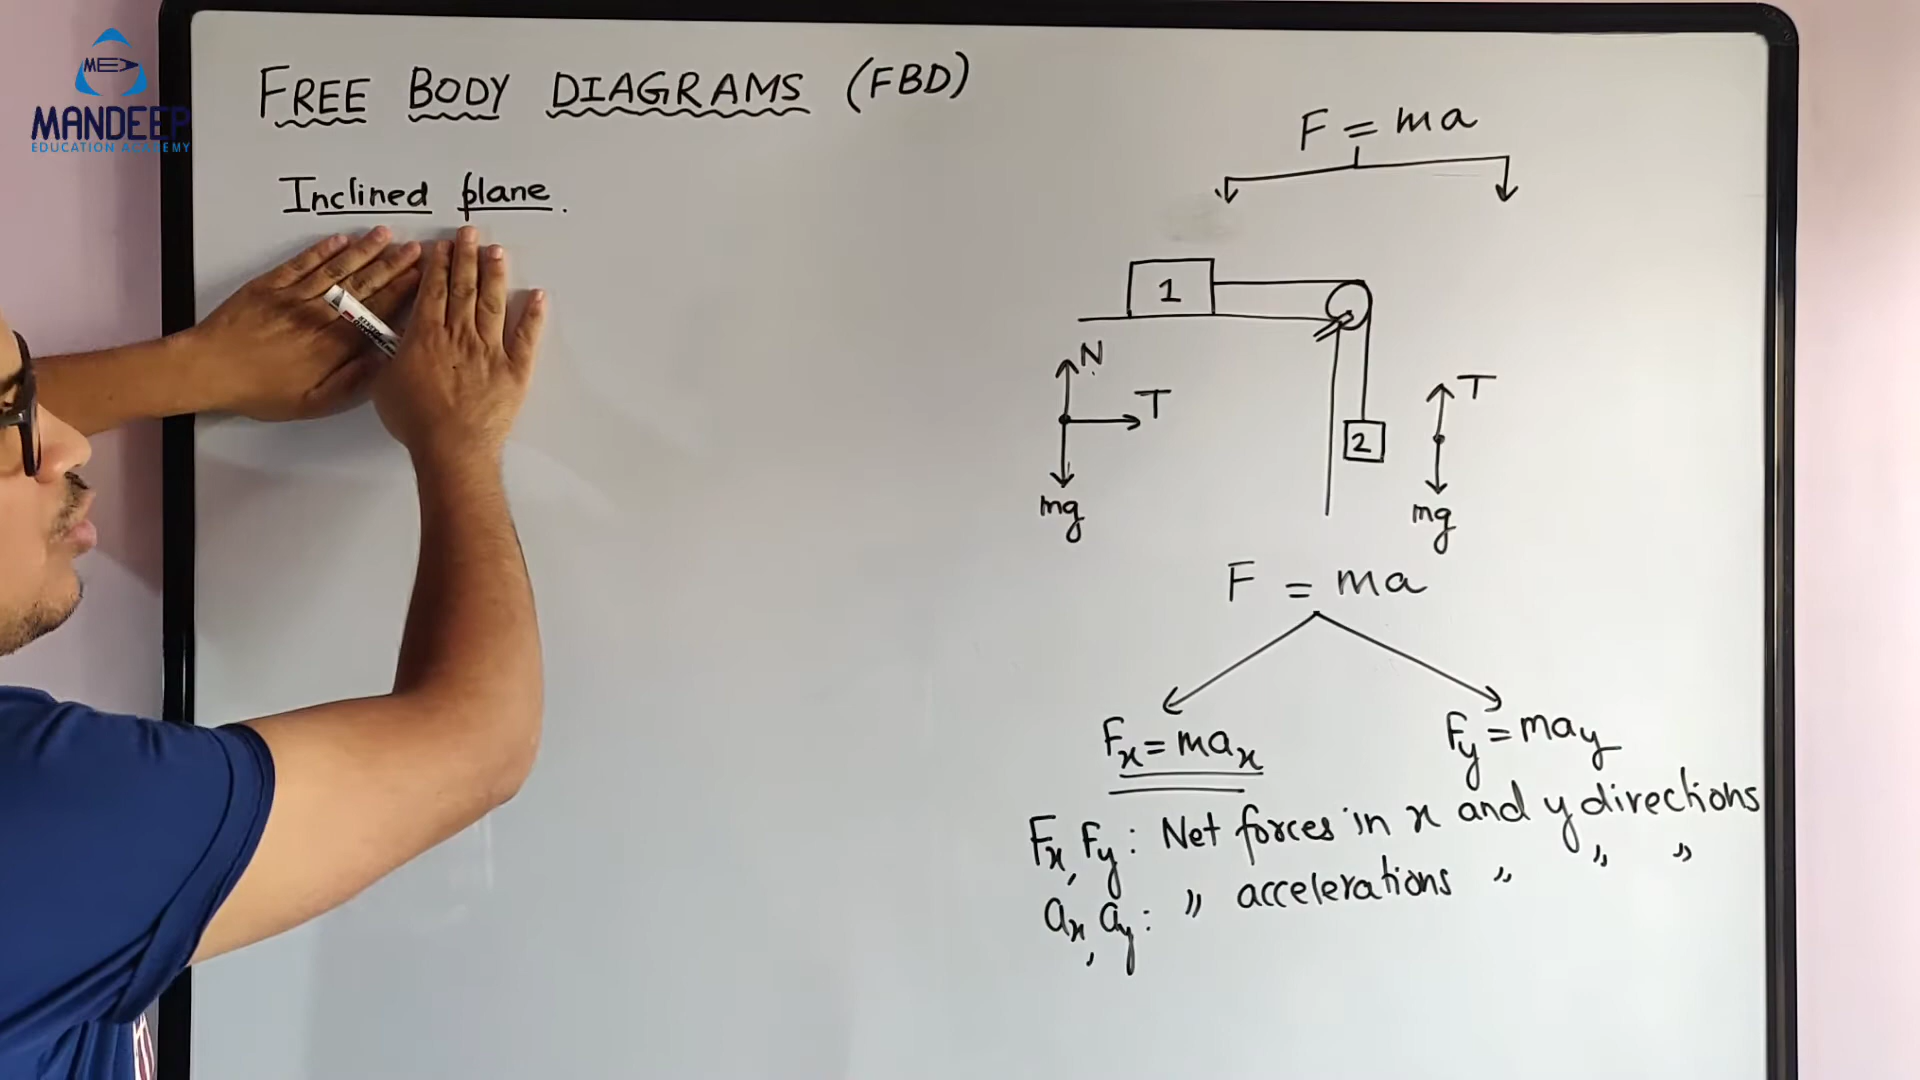 MED
MANDEEP
EDUCATION ACADEMY
FREE BODY DIAGRAMS (FBD)
Inclined plane.
F = ma
1
N
T
mg
2
T
mg
F = ma
Fx = max
Fy = may
Fx, Fy : Net forces in x and y directions
ax, ay : " accelerations " " "